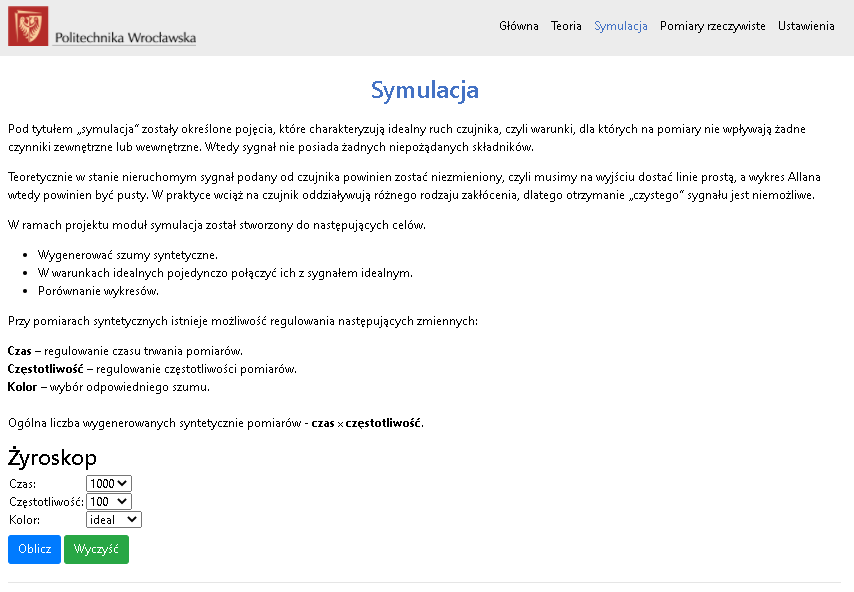 Politechnika Wrocławska
Główna Teoria Symulacja Pomiary rzeczywiste Ustawienia
Symulacja
Pod tytułem „symulacja“ zostały określone pojęcia, które charakteryzują idealny ruch czujnika, czyli warunki, dla których na pomiary nie wpływają żadne
czynniki zewnętrzne lub wewnętrzne. Wtedy sygnał nie posiada żadnych niepożądanych składników.
Teoretycznie w stanie nieruchomym sygnał podany od czujnika powinien zostać niezmieniony, czyli musimy na wyjściu dostać linie prostą, a wykres Allana
wtedy powinien być pusty. W praktyce wciąż na czujnik oddziaływują różnego rodzaju zakłócenia, dlatego otrzymanie „czystego“ sygnału jest niemożliwe.
W ramach projektu moduł symulacja został stworzony do następujących celów.
• Wygenerować szumy syntetyczne.
• W warunkach idealnych pojedynczo połączyć ich z sygnałem idealnym.
• Porównanie wykresów.
Przy pomiarach syntetycznych istnieje możliwość regulowania następujących zmiennych:
Czas – regulowanie czasu trwania pomiarów.
Częstotliwość – regulowanie częstotliwości pomiarów.
Kolor – wybór odpowiedniego szumu.
Ogólna liczba wygenerowanych syntetycznie pomiarów - czas × częstotliwość.
Żyroskop
Czas: 1000
Częstotliwość: 100
Kolor: ideal
Oblicz Wyczyść